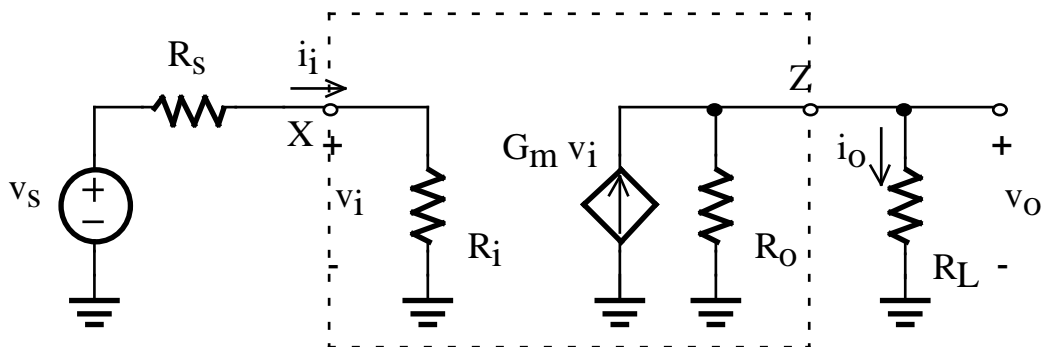 R_s
i_i
X
Z
+
v_i
-
G_m v_i
i_o
+
v_s
+
−
R_i
R_o
R_L
v_o
-